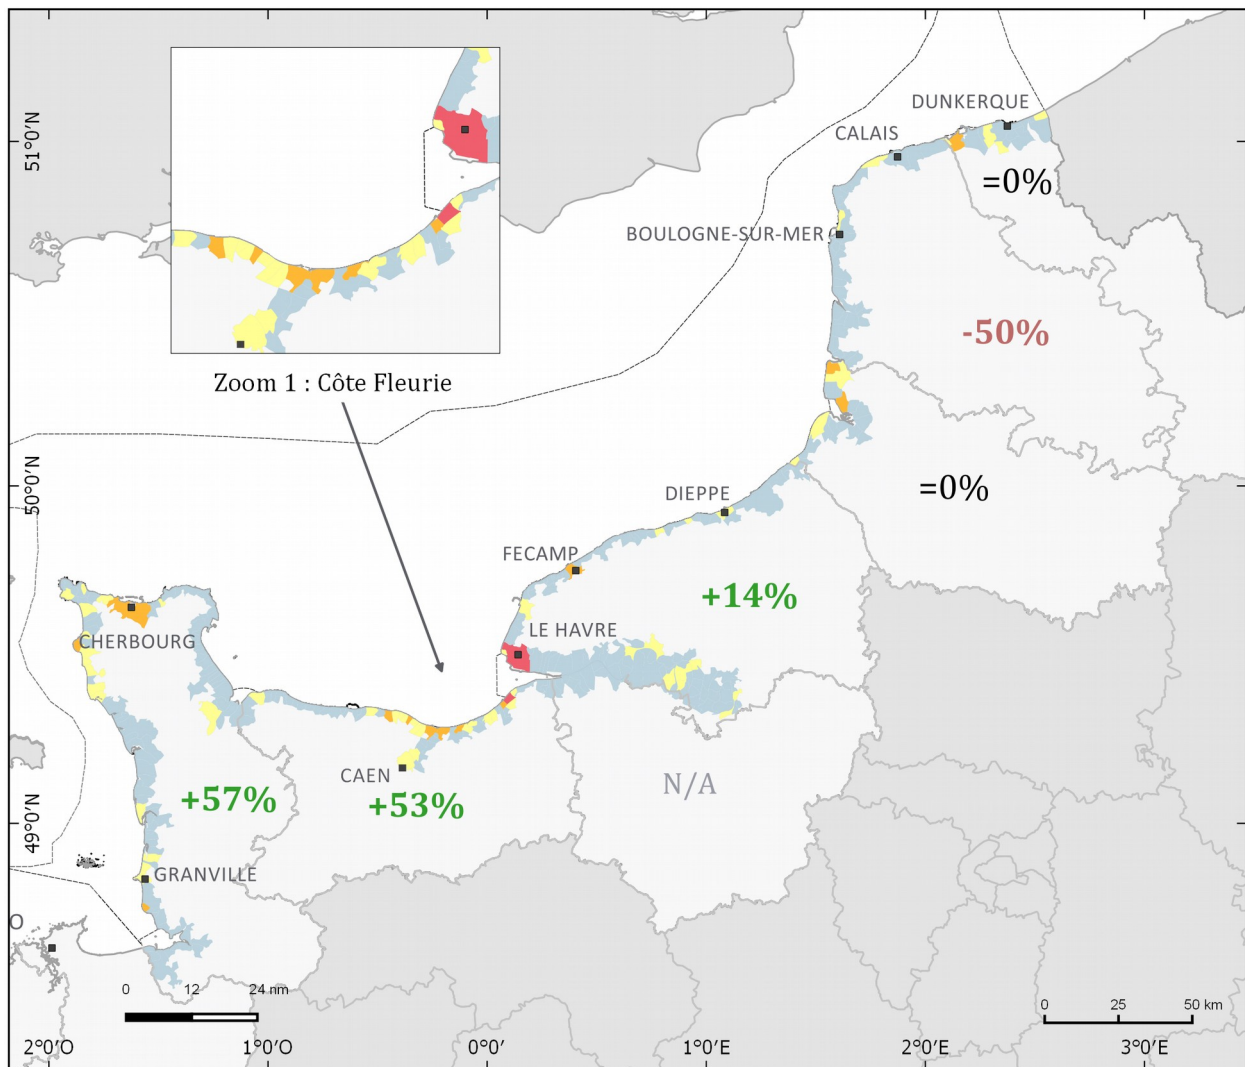 DUNKERQUE
CALAIS
51°0'N
=0%
BOULOGNE-SUR-MER
-50%
Zoom 1 : Côte Fleurie
50°0'N
DIEPPE
=0%
FECAMP
+14%
LE HAVRE
CHERBOURG
CAEN
N/A
+57%
+53%
49°0'N
GRANVILLE
O
0 12 24 nm
0 25 50 km
2°0'O 1°0'O 0°0' 1°0'E 2°0'E 3°0'E